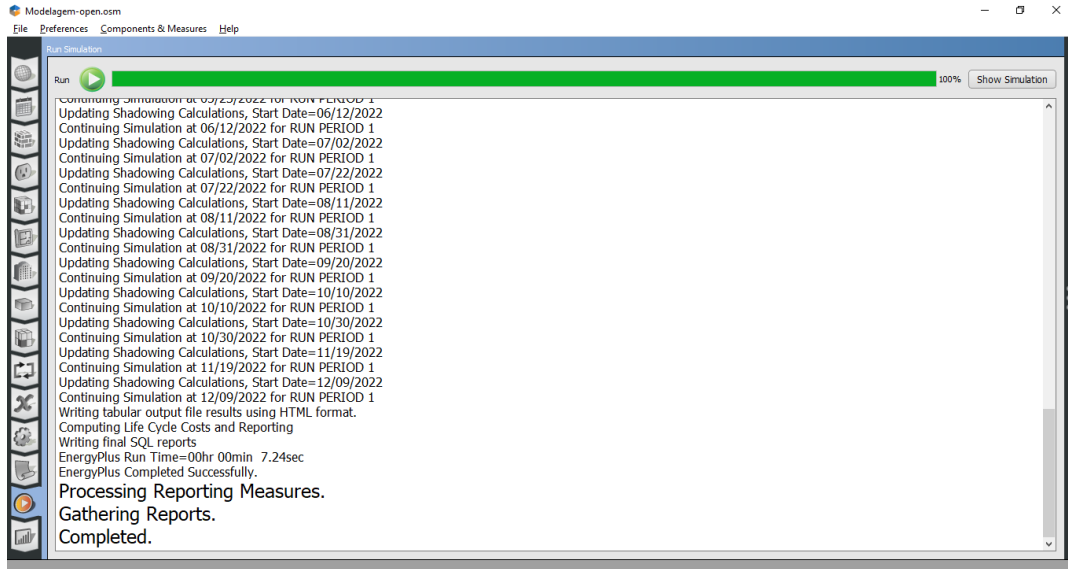 Modelagem-open.osm
File Preferences Components & Measures Help
Run Simulation
Run 100% Show Simulation
Continuing Simulation at 05/23/2022 for RUN PERIOD 1
Updating Shadowing Calculations, Start Date=06/12/2022
Continuing Simulation at 06/12/2022 for RUN PERIOD 1
Updating Shadowing Calculations, Start Date=07/02/2022
Continuing Simulation at 07/02/2022 for RUN PERIOD 1
Updating Shadowing Calculations, Start Date=07/22/2022
Continuing Simulation at 07/22/2022 for RUN PERIOD 1
Updating Shadowing Calculations, Start Date=08/11/2022
Continuing Simulation at 08/11/2022 for RUN PERIOD 1
Updating Shadowing Calculations, Start Date=08/31/2022
Continuing Simulation at 08/31/2022 for RUN PERIOD 1
Updating Shadowing Calculations, Start Date=09/20/2022
Continuing Simulation at 09/20/2022 for RUN PERIOD 1
Updating Shadowing Calculations, Start Date=10/10/2022
Continuing Simulation at 10/10/2022 for RUN PERIOD 1
Updating Shadowing Calculations, Start Date=10/30/2022
Continuing Simulation at 10/30/2022 for RUN PERIOD 1
Updating Shadowing Calculations, Start Date=11/19/2022
Continuing Simulation at 11/19/2022 for RUN PERIOD 1
Updating Shadowing Calculations, Start Date=12/09/2022
Continuing Simulation at 12/09/2022 for RUN PERIOD 1
Writing tabular output file results using HTML format.
Computing Life Cycle Costs and Reporting
Writing final SQL reports
EnergyPlus Run Time=00hr 00min 7.24sec
EnergyPlus Completed Successfully.
Processing Reporting Measures.
Gathering Reports.
Completed.